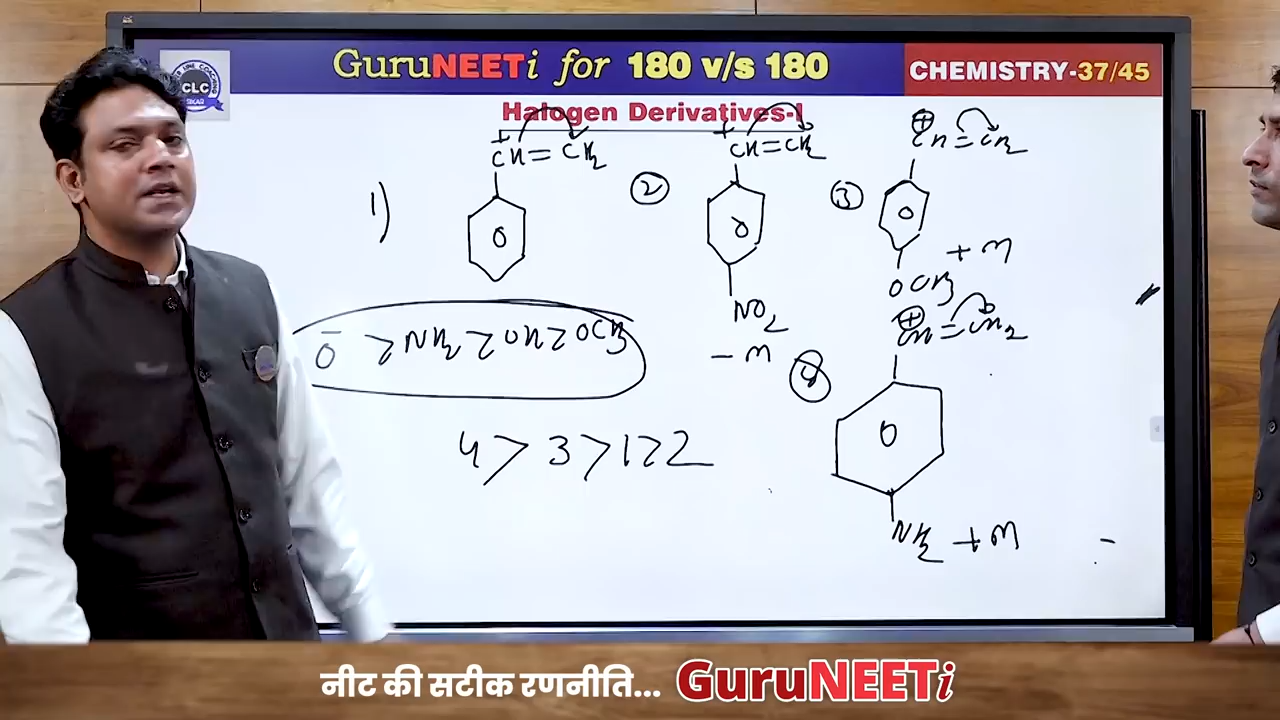 GuruNEETi for 180 v/s 180
CHEMISTRY-37/45
CLC
SIKAR
Halogen Derivatives-I
+
CH=CH2
+
CH=CH2
⊕
CH=CH2
1)
②
③
O
O
O
+M
OCH3
NO2
-M
Ō > NH2 > OH > OCH3
④
⊕
CH=CH2
O
4 > 3 > 1 > 2
NH2 +M
नीट की सटीक रणनीति... GuruNEETi